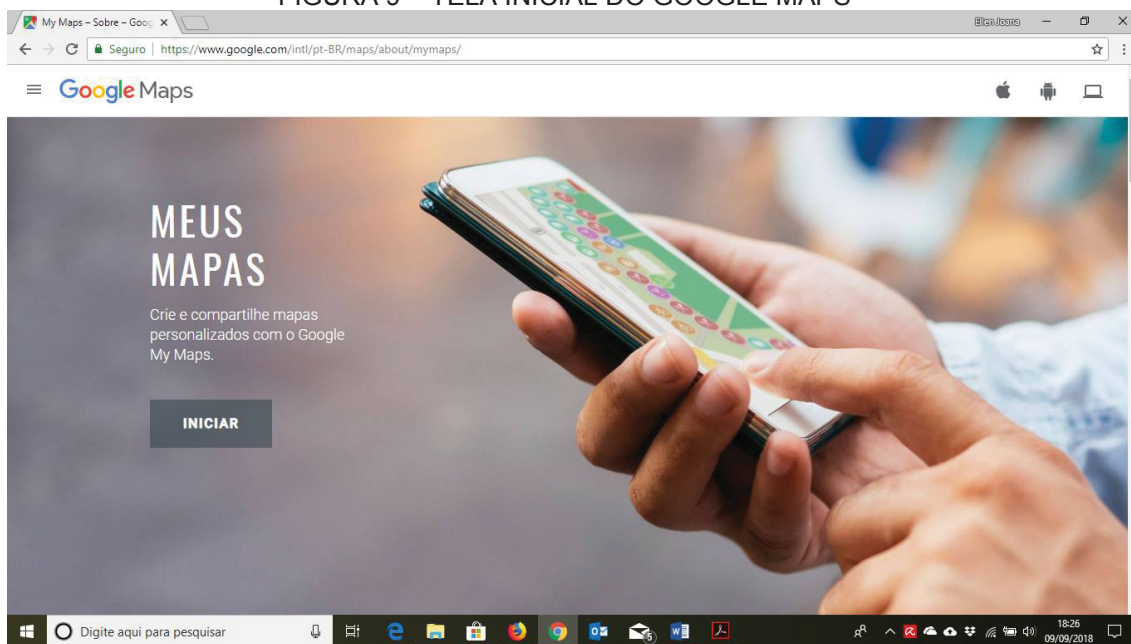 My Maps – Sobre – Goog
Ellen Joana
Seguro | https://www.google.com/intl/pt-BR/maps/about/mymaps/
Google Maps
MEUS
MAPAS
Crie e compartilhe mapas
personalizados com o Google
My Maps.
INICIAR
Digite aqui para pesquisar
18:26
09/09/2018